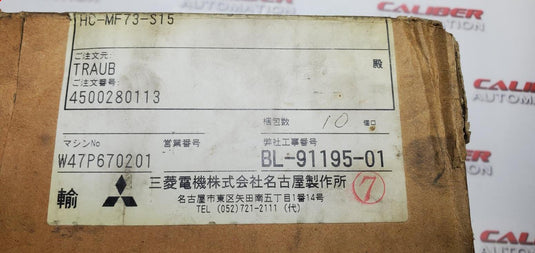 HC-MF73-S15
ご注文元:
TRAUB 殿
ご注文番号:
4500280113
梱包数 10 個口
マシンNo 営業番号 弊社工事番号
W47P670201 BL-91195-01
輸 三菱電機株式会社名古屋製作所 7
名古屋市東区矢田南五丁目1番14号
TEL (052)721-2111 (代)
CALIBER
AUTOMATION
CALIBER
AUTOMATION
CALIBER
AUTOMATION